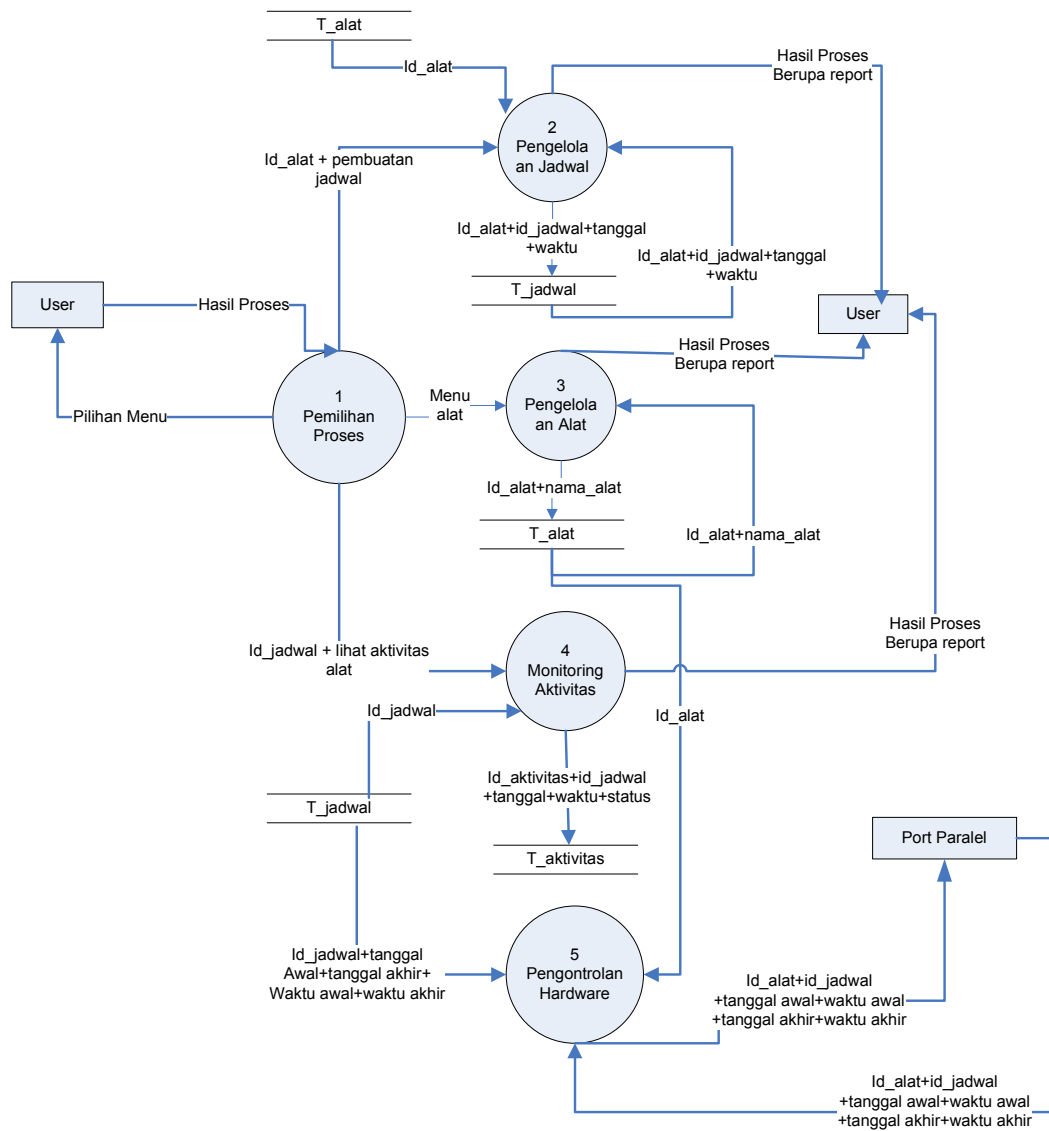 T_alat
Id_alat
Hasil Proses
Berupa report
2
Pengelola
an Jadwal
Id_alat + pembuatan
jadwal
Id_alat+id_jadwal+tanggal
+waktu
Id_alat+id_jadwal+tanggal
+waktu
T_jadwal
User
Hasil Proses
User
Hasil Proses
Berupa report
1
Pemilihan
Proses
Pilihan Menu
Menu
alat
3
Pengelola
an Alat
Id_alat+nama_alat
T_alat
Id_alat+nama_alat
Hasil Proses
Berupa report
Id_jadwal + lihat aktivitas
alat
4
Monitoring
Aktivitas
Id_jadwal
Id_alat
Id_aktivitas+id_jadwal
+tanggal+waktu+status
T_jadwal
T_aktivitas
Port Paralel
Id_jadwal+tanggal
Awal+tanggal akhir+
Waktu awal+waktu akhir
5
Pengontrolan
Hardware
Id_alat+id_jadwal
+tanggal awal+waktu awal
+tanggal akhir+waktu akhir
Id_alat+id_jadwal
+tanggal awal+waktu awal
+tanggal akhir+waktu akhir